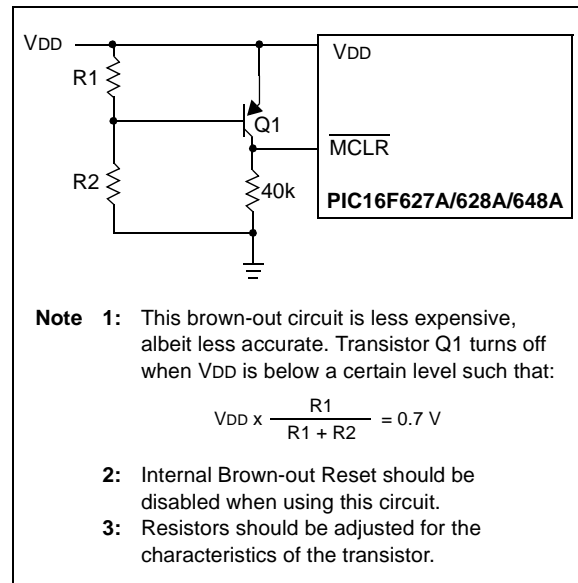 VDD
VDD
R1
Q1
MCLR
R2
40k
PIC16F627A/628A/648A
Note 1: This brown-out circuit is less expensive,
albeit less accurate. Transistor Q1 turns off
when VDD is below a certain level such that:
VDD x R1 / R1 + R2 = 0.7 V
2: Internal Brown-out Reset should be
disabled when using this circuit.
3: Resistors should be adjusted for the
characteristics of the transistor.